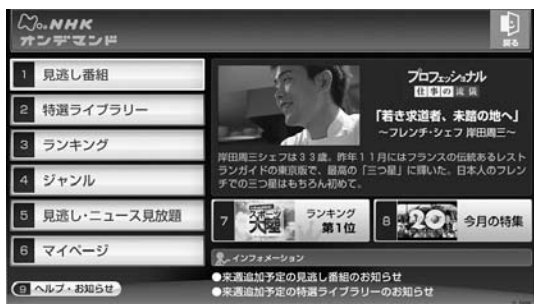 NHK
オンデマンド
戻る
1 見逃し番組
2 特選ライブラリー
3 ランキング
4 ジャンル
5 見逃し・ニュース見放題
6 マイページ
9 ヘルプ・お知らせ
プロフェッショナル
仕事の流儀
「若き求道者、未踏の地へ」
～フレンチ・シェフ 岸田周三～
岸田周三シェフは33歳。昨年11月にはフランスの伝統あるレスト
ランガイドの東京版で、最高の「三つ星」に輝いた。日本人のフレン
チでの三つ星はもちろん初めて。
7 スポーツ大陸 ランキング
第1位
8 20 今月の特集
インフォメーション
●来週追加予定の見逃し番組のお知らせ
●来週追加予定の特選ライブラリーのお知らせ